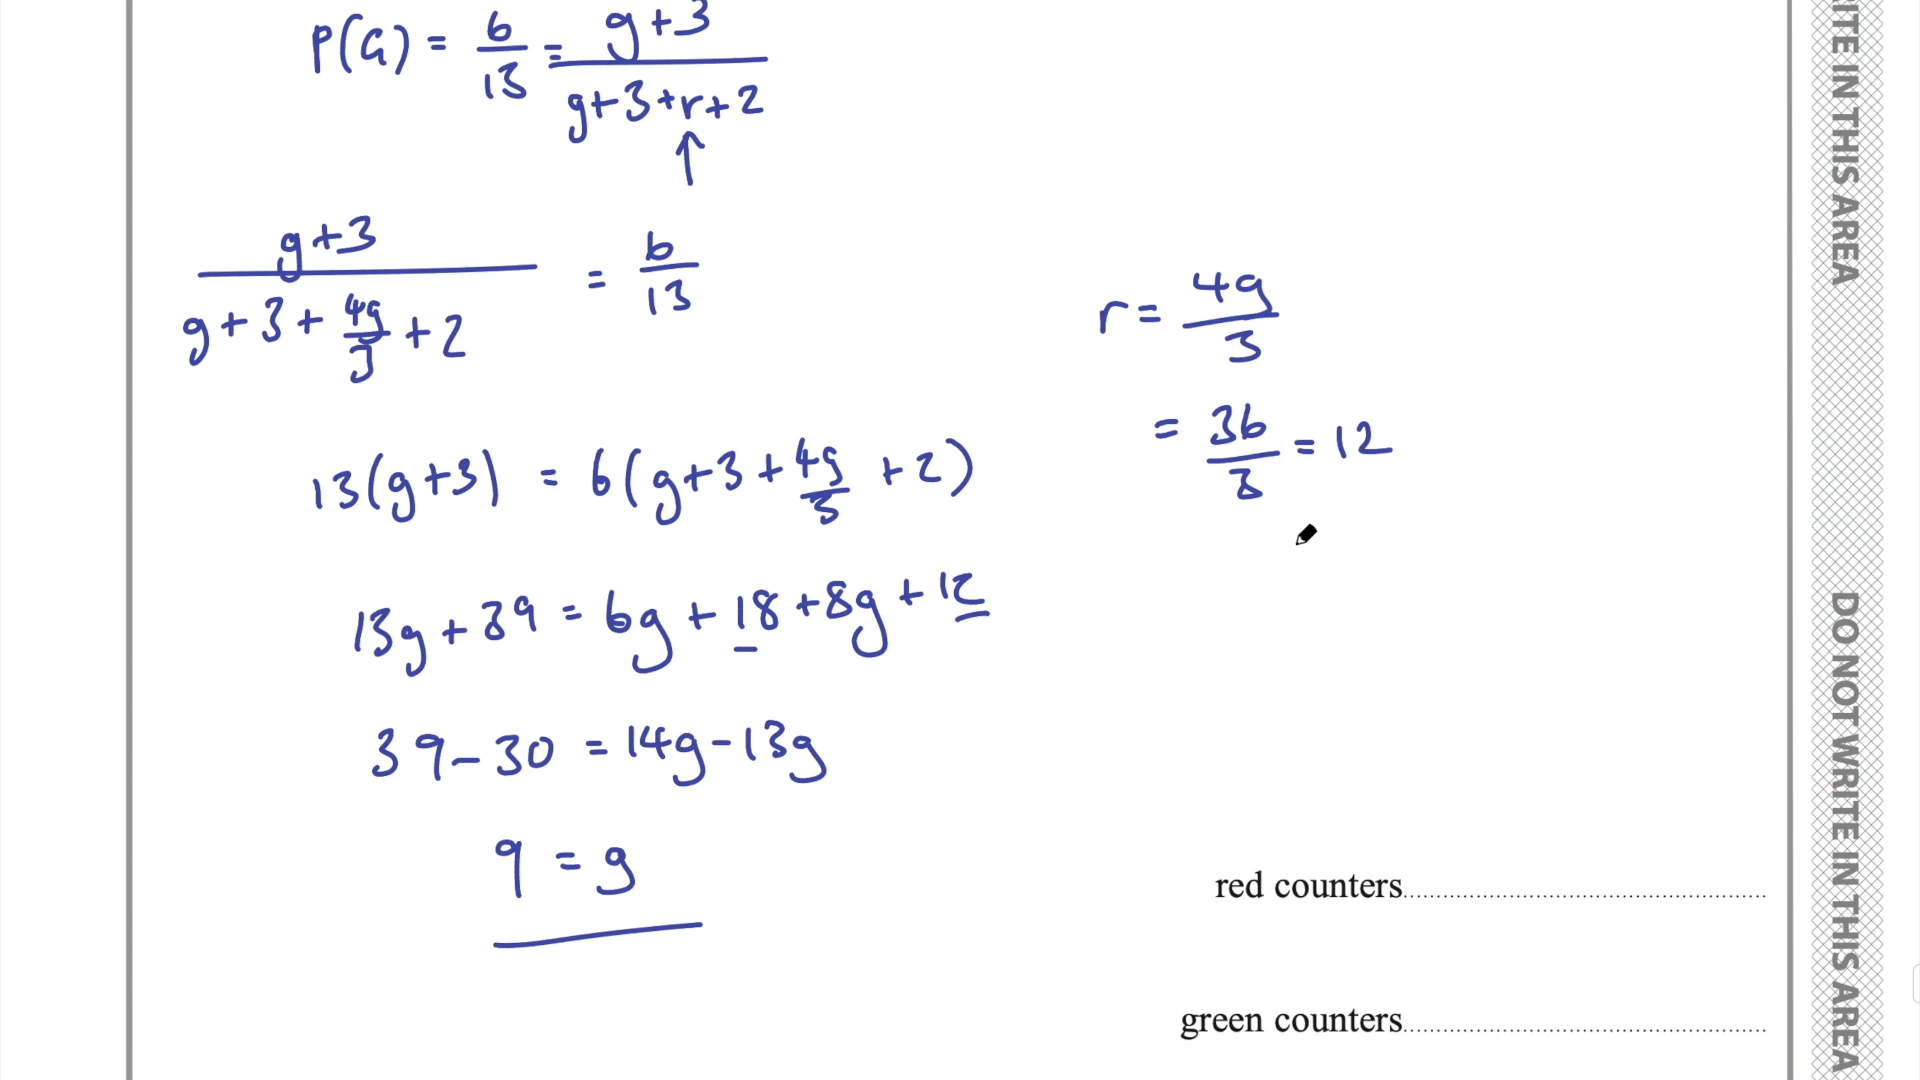 P(G) = 6/13 = g+3/g+3+r+2
↑
g+3/g+3+4g/3+2 = 6/13
r = 4g/3
= 36/3 = 12
13(g+3) = 6(g+3+4g/3+2)
13g+39 = 6g+18+8g+12
39-30 = 14g-13g
9 = g
red counters
green counters
RITE IN THIS AREA
DO NOT WRITE IN THIS AREA